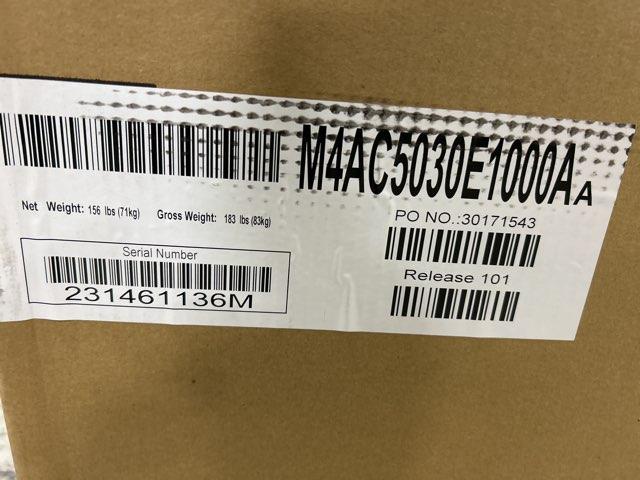 M4AC5030E1000AA
Net Weight: 156 lbs (71kg) Gross Weight: 183 lbs (83kg)
PO NO.:30171543
Serial Number
231461136M
Release 101